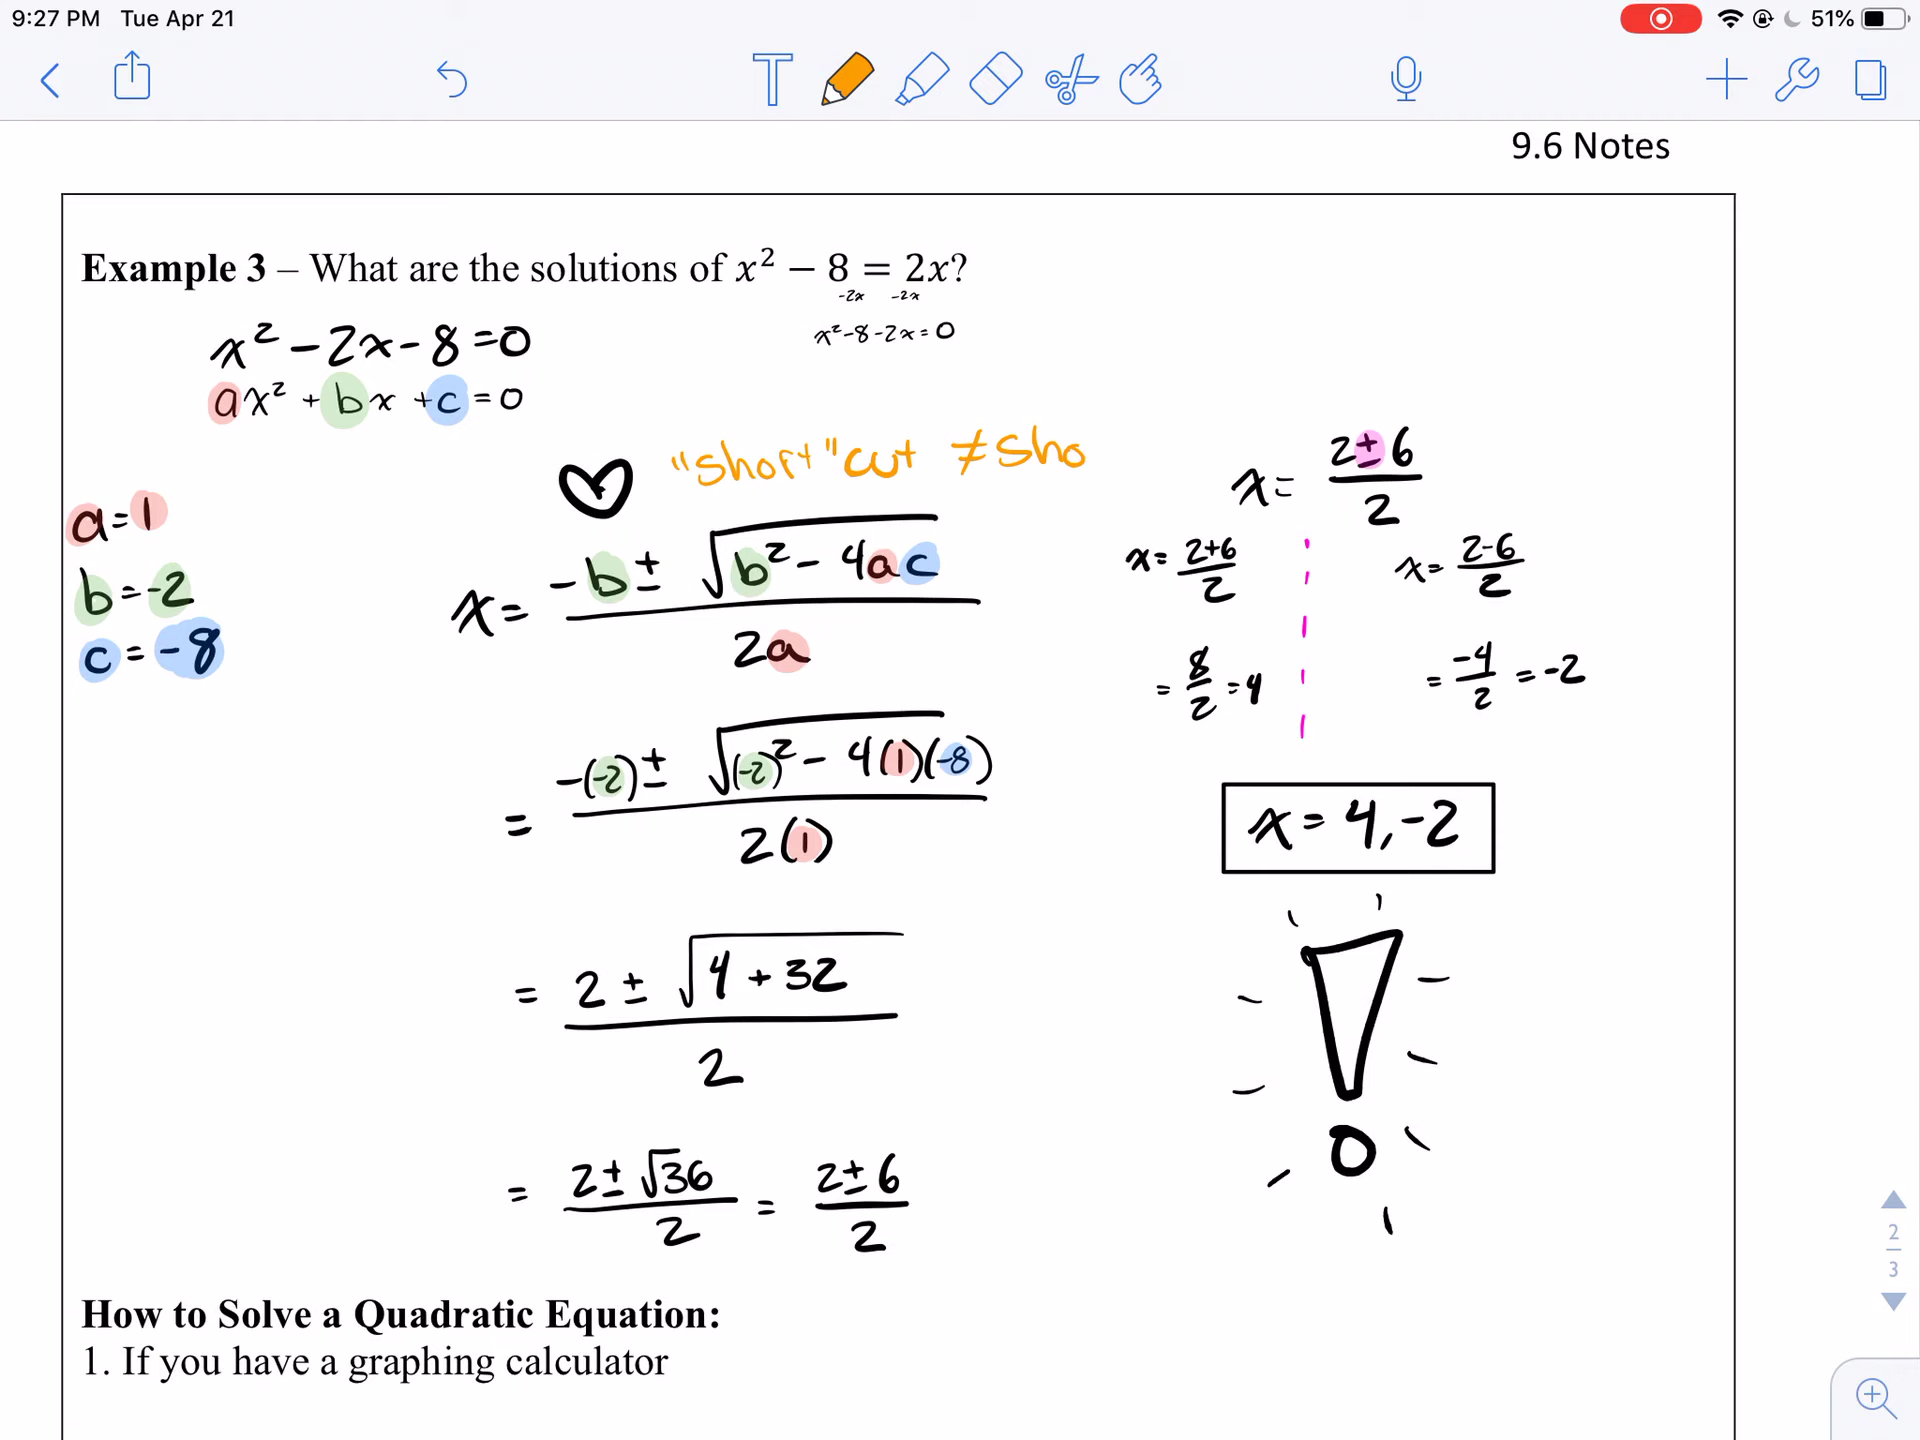 9:27 PM Tue Apr 21
51%
9.6 Notes
Example 3 – What are the solutions of x² − 8 = 2x?
-2x -2x
x²-8-2x=0
x²-2x-8=0
ax²+bx+c=0
"short" cut ≠ sho
a=1
b=-2
c=-8
x= (-b±√(b²-4ac))/(2a)
= (-(-2)±√((-2)²-4(1)(-8)))/(2(1))
= (2±√(4+32))/2
= (2±√36)/2 = (2±6)/2
x= (2±6)/2
x= (2+6)/2 x= (2-6)/2
= 8/2 =4 = -4/2 = -2
x= 4,-2
How to Solve a Quadratic Equation:
1. If you have a graphing calculator
2
3